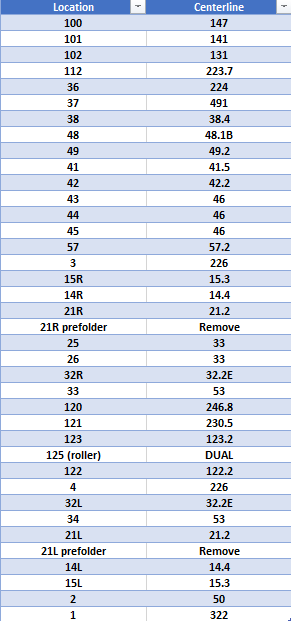 Location Centerline
100 147
101 141
102 131
112 223.7
36 224
37 491
38 38.4
48 48.1B
49 49.2
41 41.5
42 42.2
43 46
44 46
45 46
57 57.2
3 226
15R 15.3
14R 14.4
21R 21.2
21R prefolder Remove
25 33
26 33
32R 32.2E
33 53
120 246.8
121 230.5
123 123.2
125 (roller) DUAL
122 122.2
4 226
32L 32.2E
34 53
21L 21.2
21L prefolder Remove
14L 14.4
15L 15.3
2 50
1 322